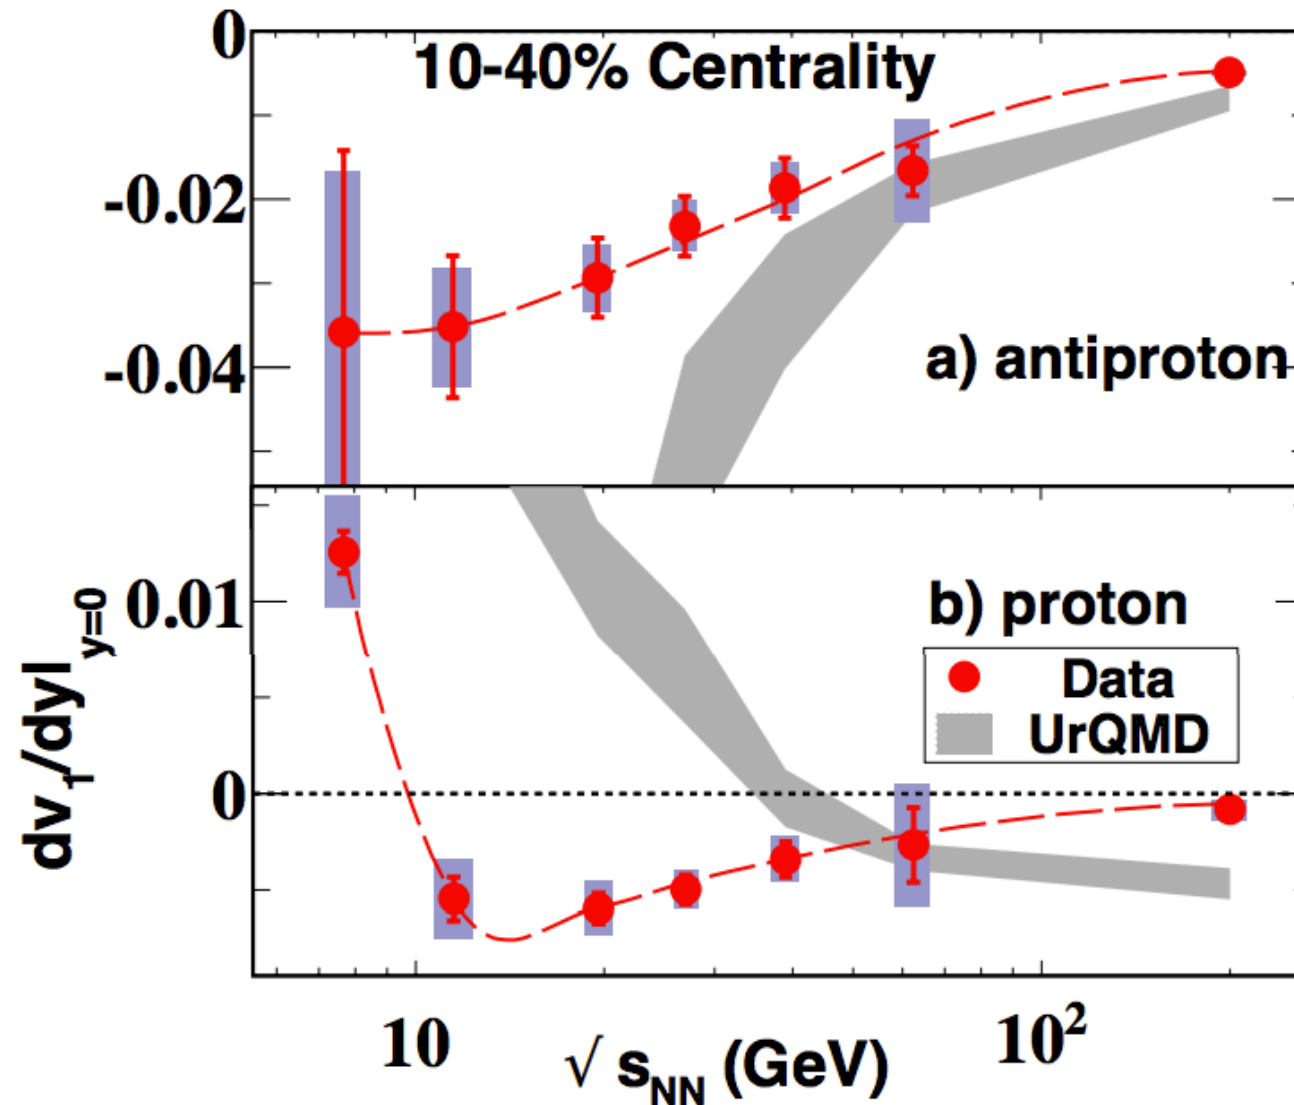 10-40% Centrality
0
-0.02
-0.04
a) antiproton
dv₁/dy|y=0
0.01
0
b) proton
Data
UrQMD
10
10²
√ sNN (GeV)